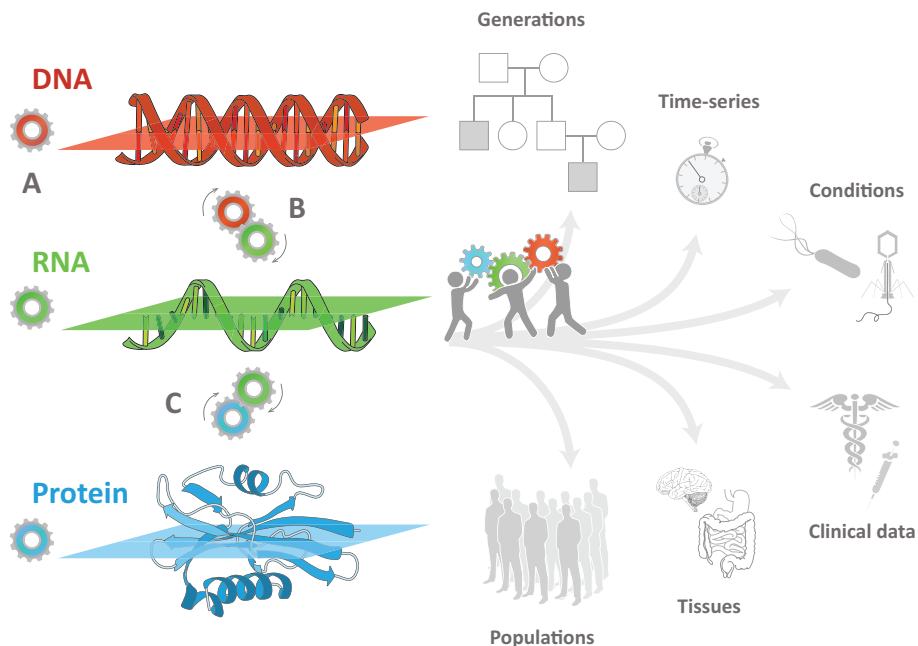 Generations
DNA
Time-series
A
Conditions
B
RNA
C
Protein
Clinical data
Tissues
Populations